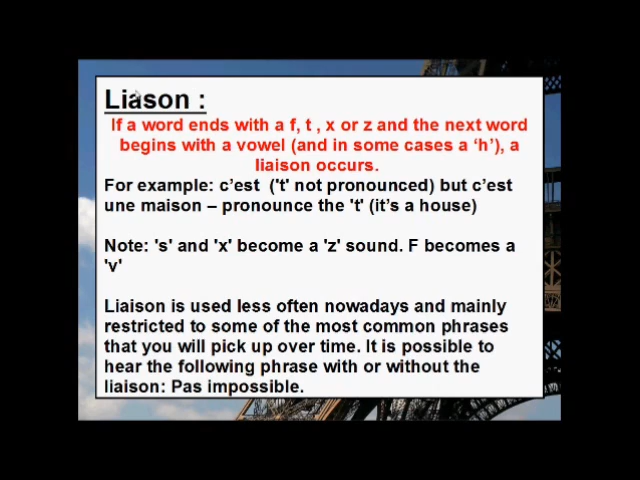 Liason :
If a word ends with a f, t , x or z and the next word
begins with a vowel (and in some cases a ‘h’), a
liaison occurs.
For example: c’est  ('t' not pronounced) but c’est
une maison – pronounce the 't' (it’s a house)
Note: 's' and 'x' become a 'z' sound. F becomes a
'v'
Liaison is used less often nowadays and mainly
restricted to some of the most common phrases
that you will pick up over time. It is possible to
hear the following phrase with or without the
liaison: Pas impossible.